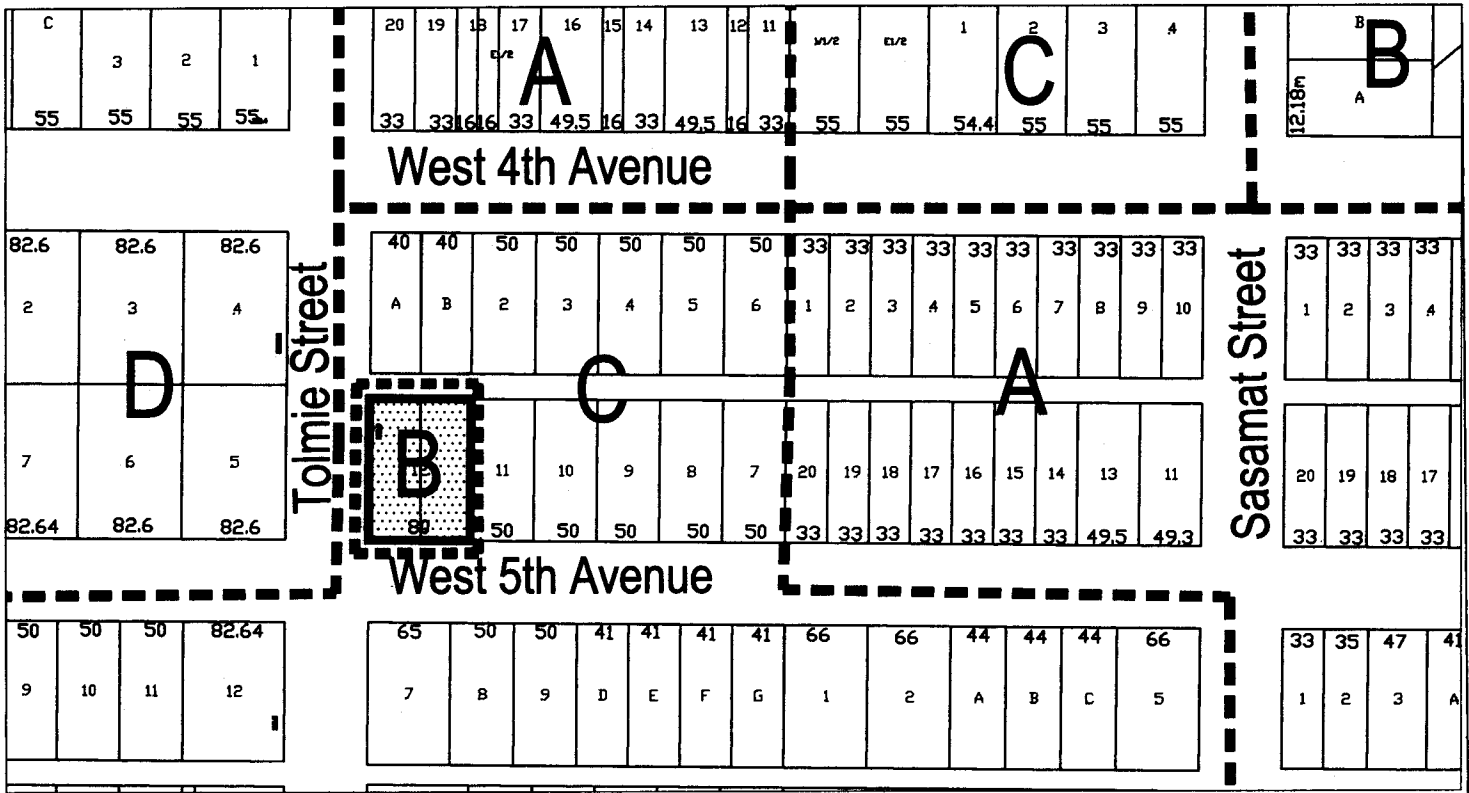 C 3 2 1
55 55 55 55
20 19 18 17 16 15 14 13 12 11
E1/2
A
33 33 16 16 33 49.5 16 33 49.5 16 33
W1/2 E1/2 1 2 3 4
C
55 55 54.4 55 55 55
B
B
A
12.18m
West 4th Avenue
82.6 82.6 82.6
2 3 4
D
7 6 5
82.64 82.6 82.6
Tolmie Street
40 40 50 50 50 50 50 33 33 33 33 33 33 33 33 33 33
A B 2 3 4 5 6 1 2 3 4 5 6 7 8 9 10
C
A
B
11 10 9 8 7 20 19 18 17 16 15 14 13 11
50 50 50 50 50 33 33 33 33 33 33 33 49.5 49.3
Sasamat Street
33 33 33 33
1 2 3 4
20 19 18 17
33 33 33 33
West 5th Avenue
50 50 50 82.64
9 10 11 12
65 50 50 41 41 41 41 66 66 44 44 44 66
7 8 9 D E F G 1 2 A B C 5
33 35 47 41
1 2 3 A